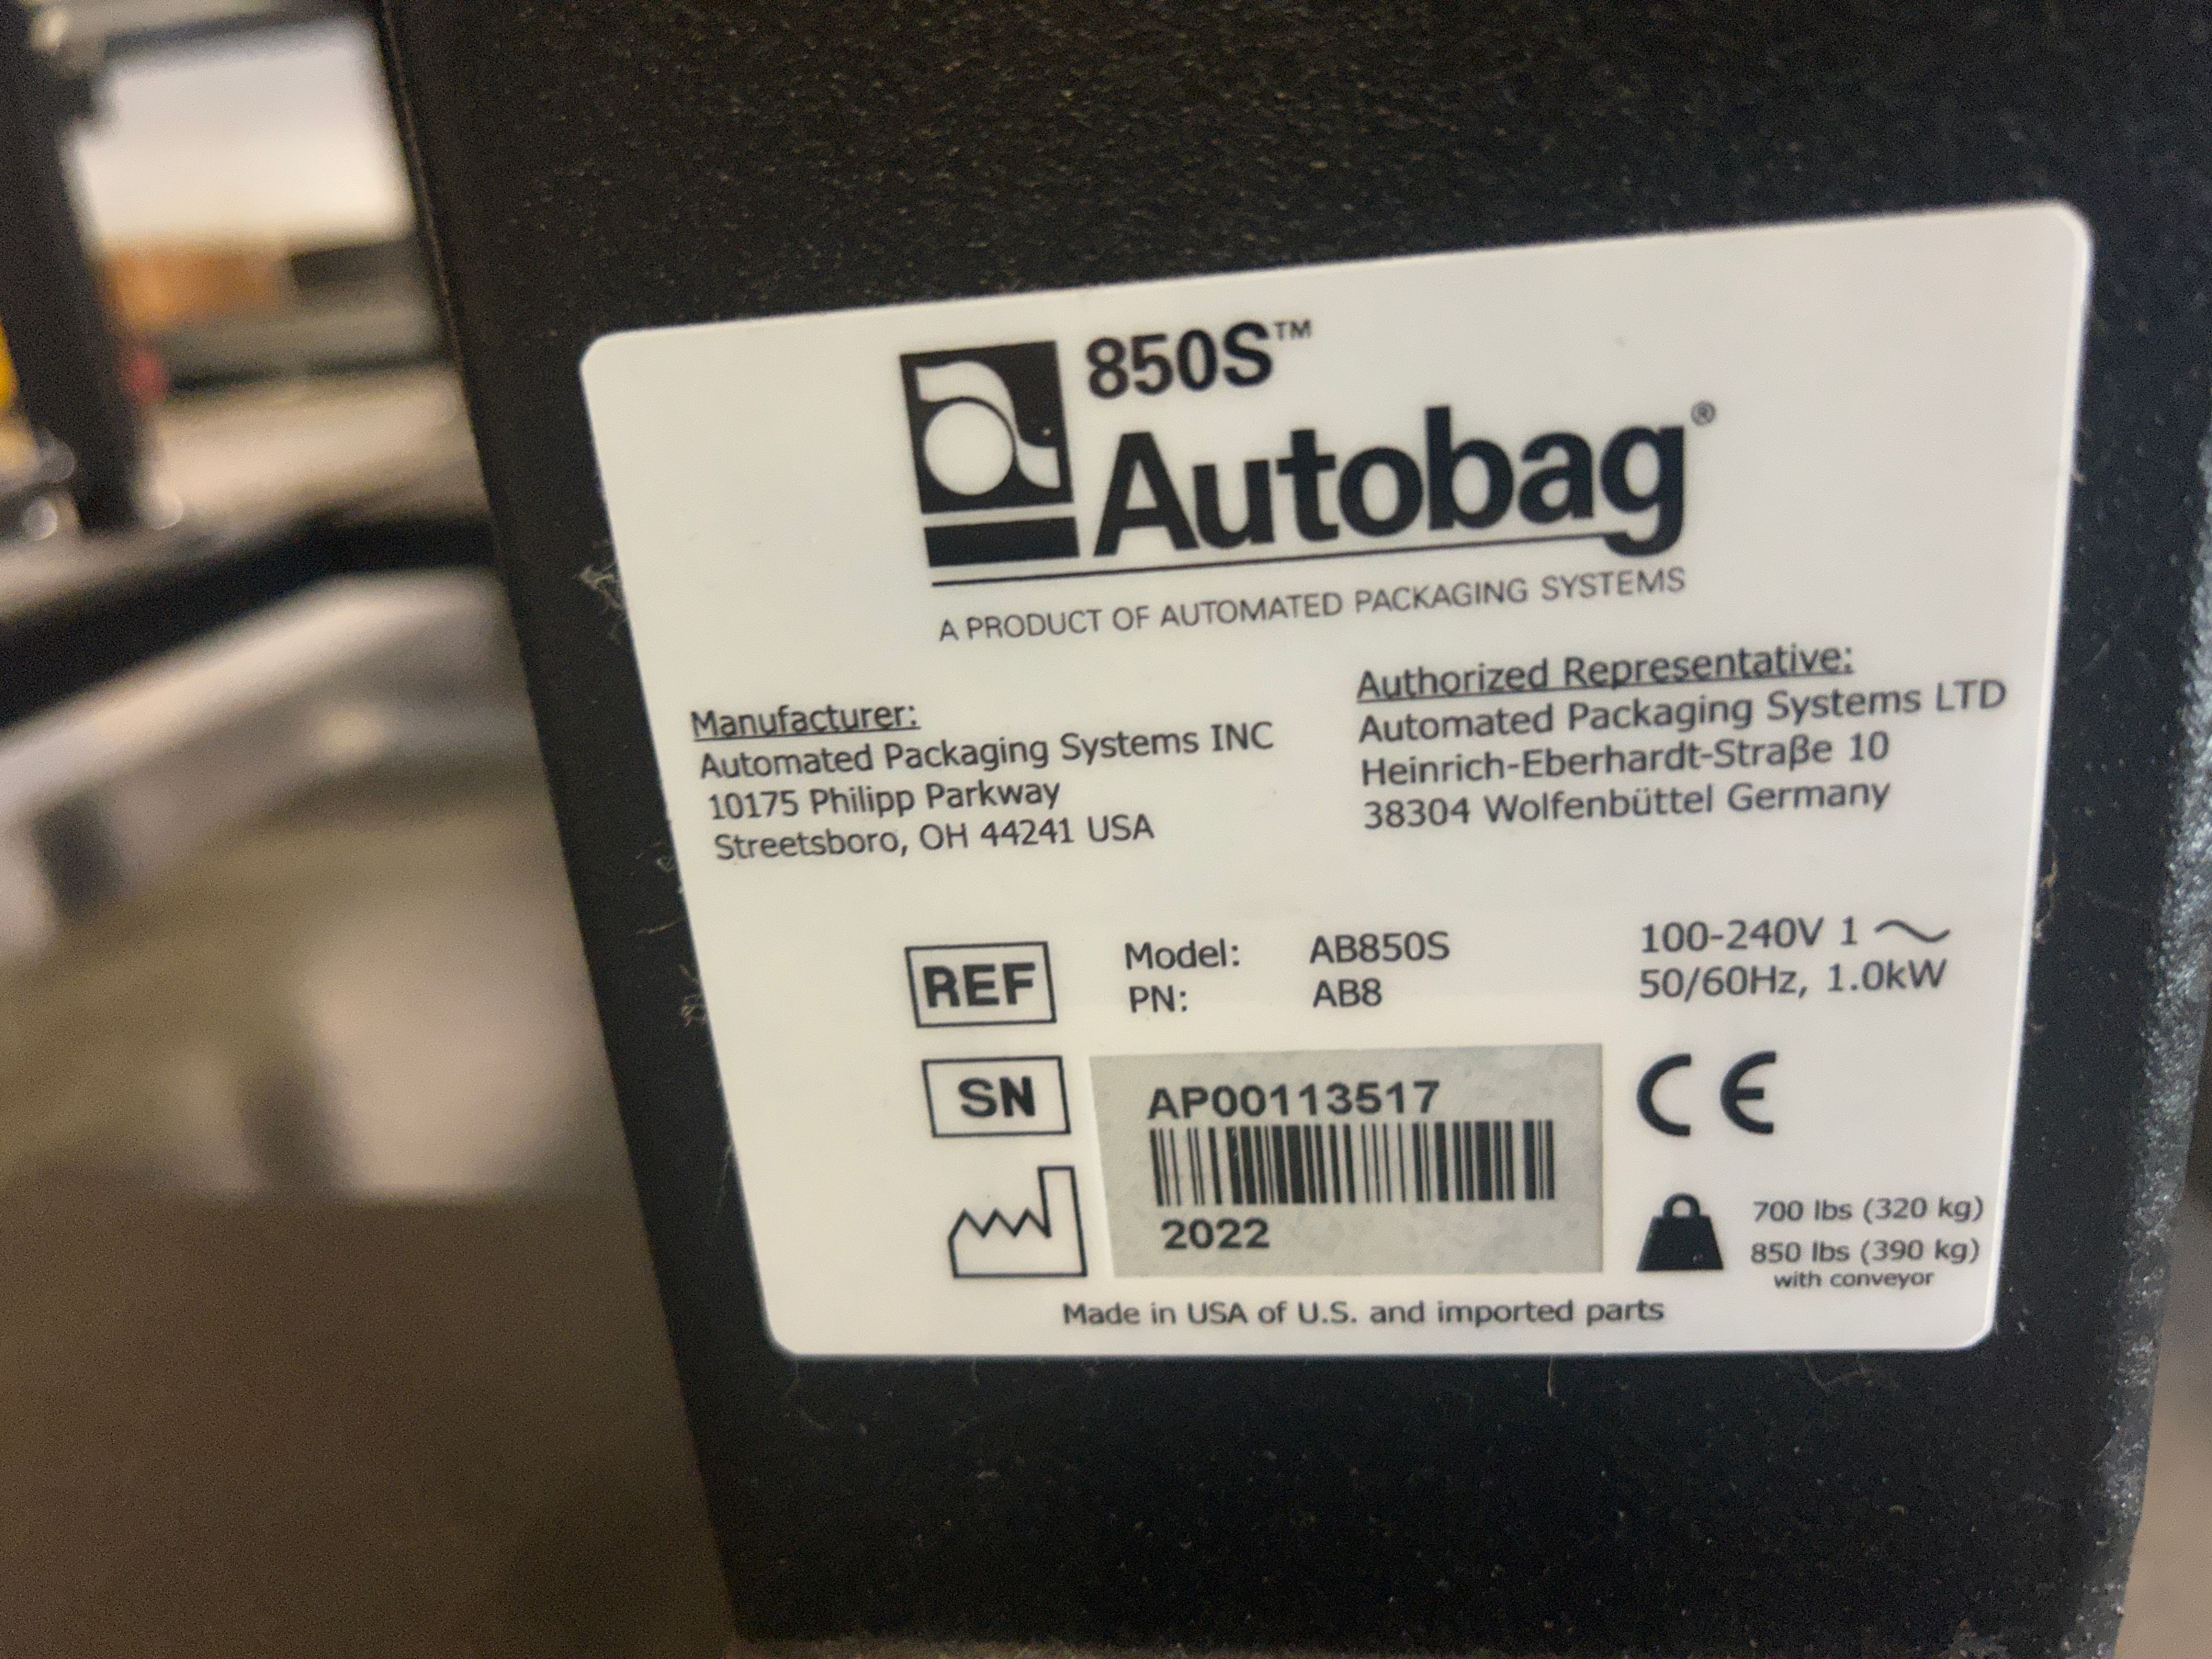 850S™
Autobag®
A PRODUCT OF AUTOMATED PACKAGING SYSTEMS
Manufacturer:
Automated Packaging Systems INC
10175 Philipp Parkway
Streetsboro, OH 44241 USA
Authorized Representative:
Automated Packaging Systems LTD
Heinrich-Eberhardt-Straβe 10
38304 Wolfenbüttel Germany
REF
Model: AB850S
PN: AB8
100-240V 1 ~
50/60Hz, 1.0kW
SN
AP00113517
2022
CE
700 lbs (320 kg)
850 lbs (390 kg)
with conveyor
Made in USA of U.S. and imported parts